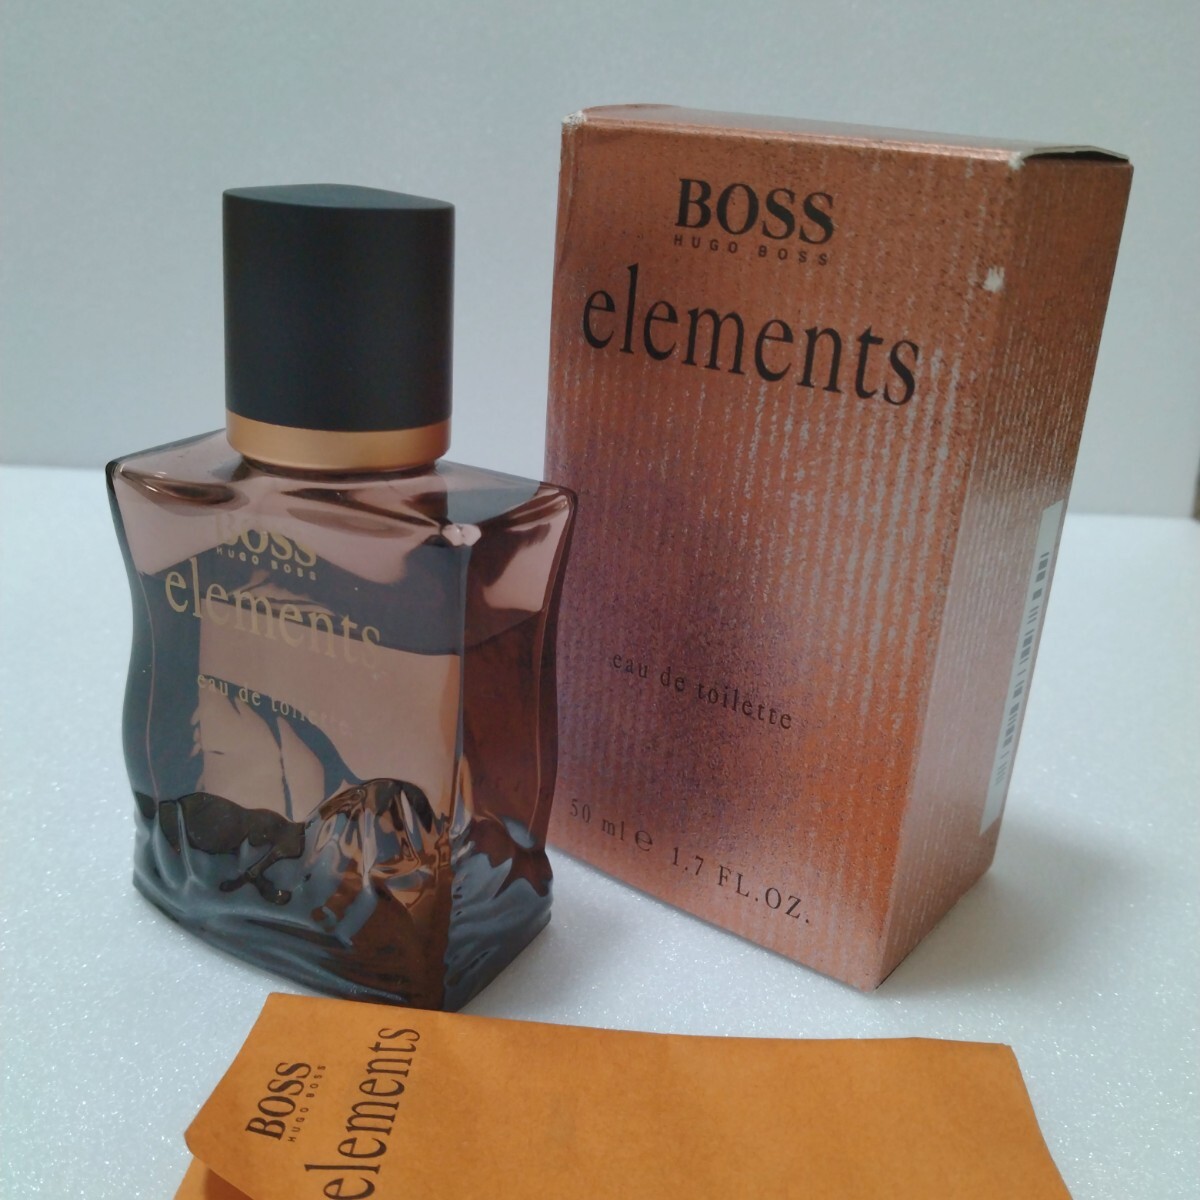 BOSS
HUGO BOSS
elements
eau de toilette
BOSS
HUGO BOSS
elements
eau de toilette
50 ml e 1.7 FL.OZ.
BOSS
HUGO BOSS
elements